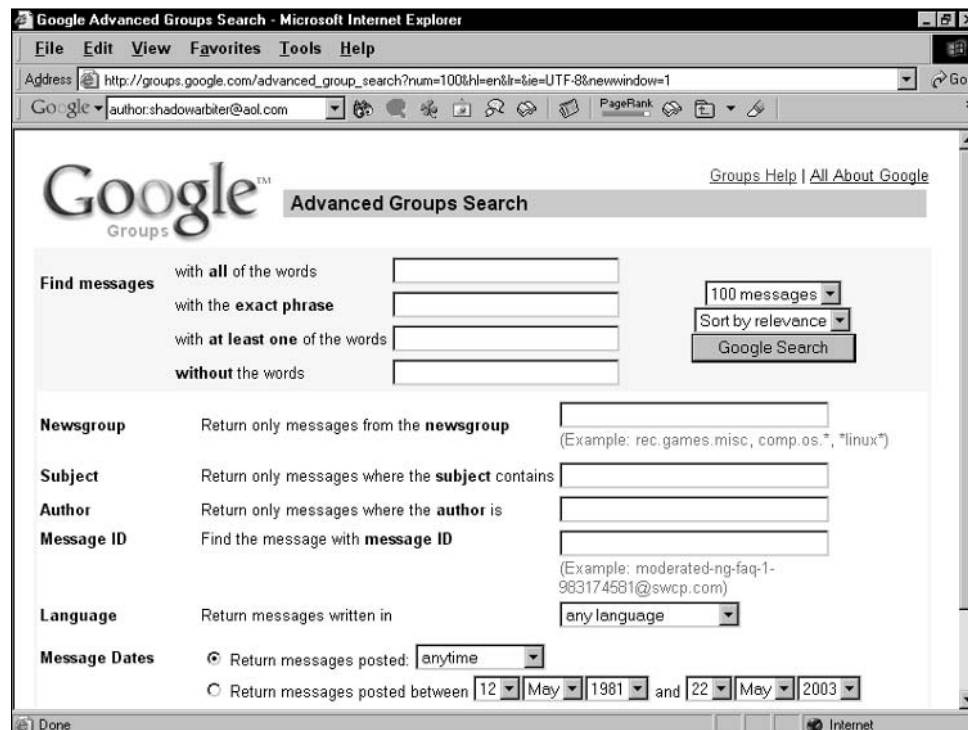 Google Advanced Groups Search - Microsoft Internet Explorer
File Edit View Favorites Tools Help
Address http://groups.google.com/advanced_group_search?num=100&hl=en&lr=&ie=UTF-8&newwindow=1 Go
Google author:shadowarbiter@aol.com PageRank
Groups Help | All About Google
Google™
Groups
Advanced Groups Search
Find messages
with all of the words
with the exact phrase
with at least one of the words
without the words
100 messages
Sort by relevance
Google Search
Newsgroup Return only messages from the newsgroup
(Example: rec.games.misc, comp.os.*, *linux*)
Subject Return only messages where the subject contains
Author Return only messages where the author is
Message ID Find the message with message ID
(Example: moderated-ng-faq-1-
983174581@swcp.com)
Language Return messages written in any language
Message Dates Return messages posted: anytime
Return messages posted between 12 May 1981 and 22 May 2003
Done Internet